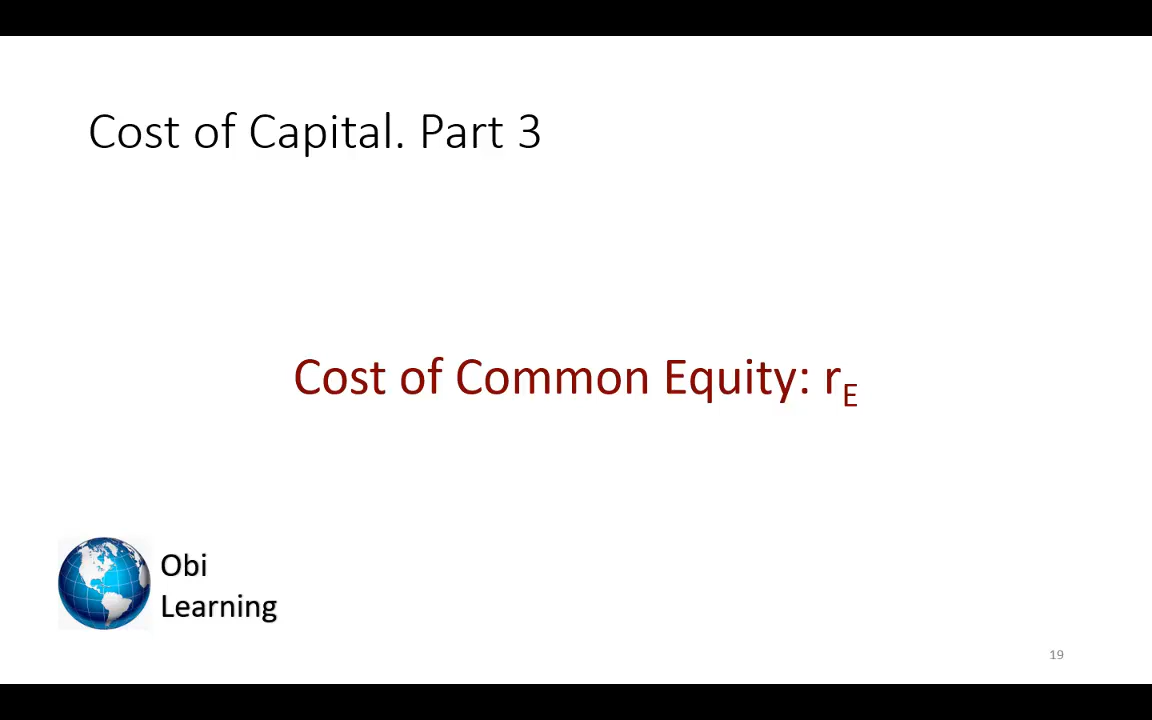 Cost of Capital. Part 3
Cost of Common Equity: rE
Obi
Learning
19